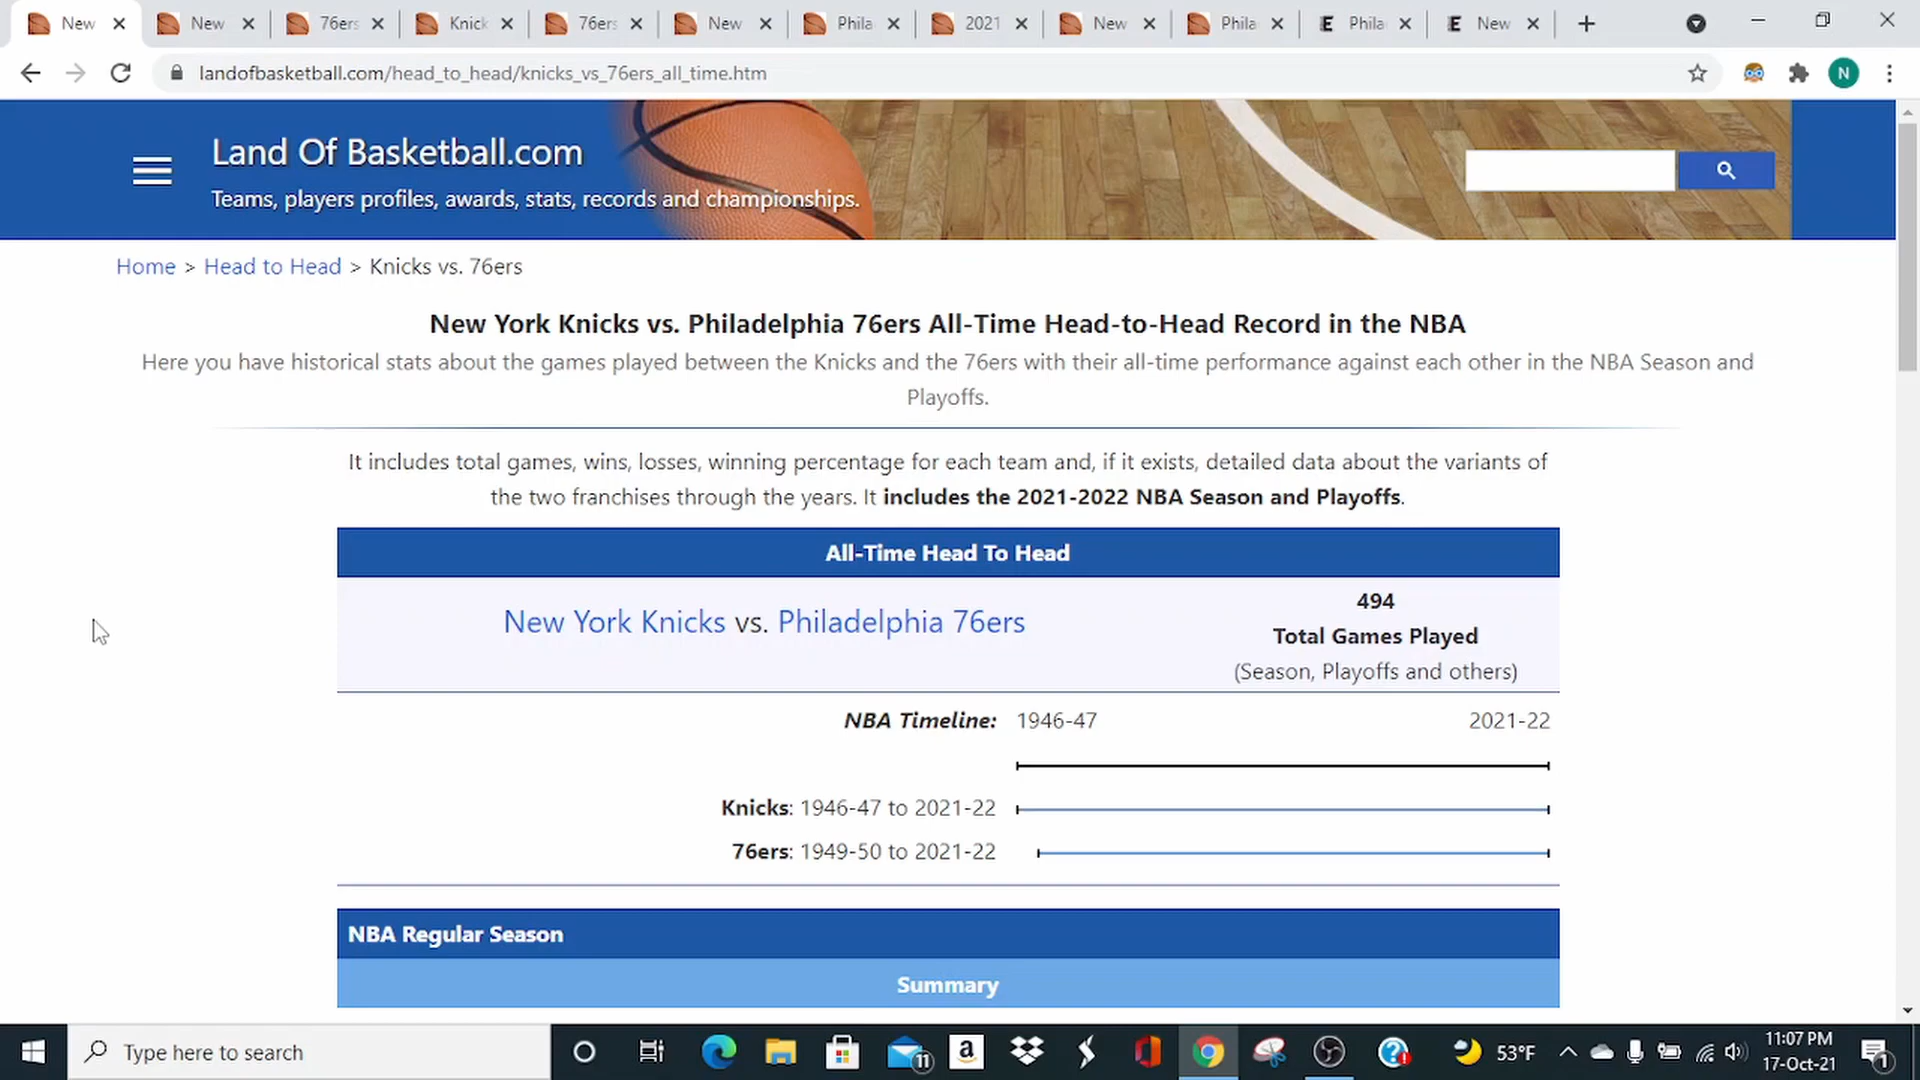 New
New
76ers
Knick
76ers
New
Phila
2021
New
Phila
Phila
New
landofbasketball.com/head_to_head/knicks_vs_76ers_all_time.htm
N
Land Of Basketball.com
Teams, players profiles, awards, stats, records and championships.
Home > Head to Head > Knicks vs. 76ers
New York Knicks vs. Philadelphia 76ers All-Time Head-to-Head Record in the NBA
Here you have historical stats about the games played between the Knicks and the 76ers with their all-time performance against each other in the NBA Season and
Playoffs.
It includes total games, wins, losses, winning percentage for each team and, if it exists, detailed data about the variants of
the two franchises through the years. It includes the 2021-2022 NBA Season and Playoffs.
All-Time Head To Head
New York Knicks vs. Philadelphia 76ers
494
Total Games Played
(Season, Playoffs and others)
NBA Timeline: 1946-47 2021-22
Knicks: 1946-47 to 2021-22
76ers: 1949-50 to 2021-22
NBA Regular Season
Summary
Type here to search
11
a
53°F
11:07 PM
17-Oct-21
1